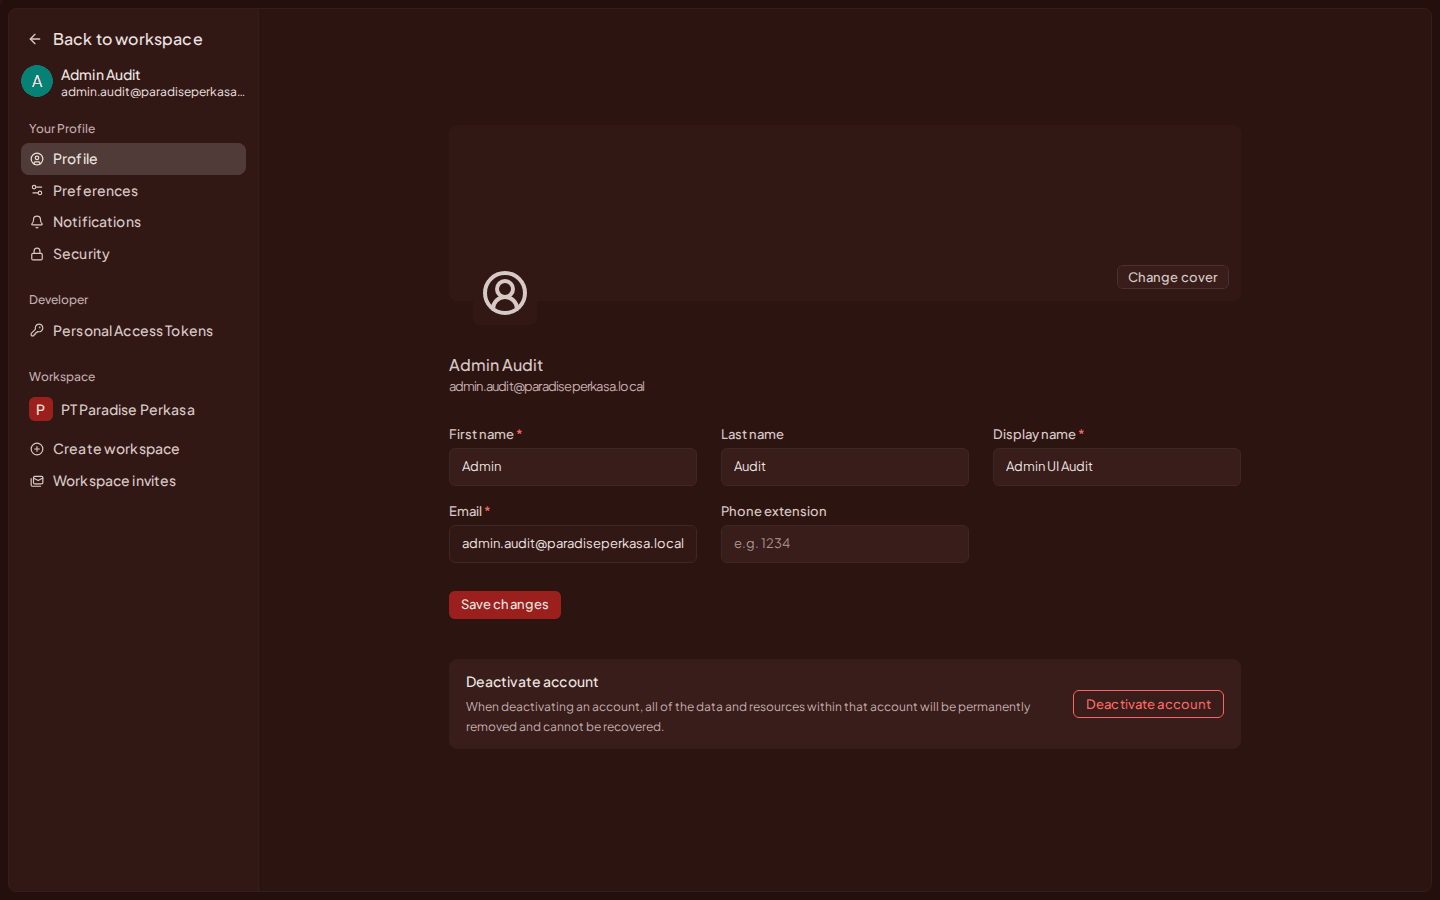 Back to workspace
A
Admin Audit
admin.audit@paradiseperkasa...
Your Profile
Profile
Preferences
Notifications
Security
Developer
Personal Access Tokens
Workspace
P
PT Paradise Perkasa
Create workspace
Workspace invites
Change cover
Admin Audit
admin.audit@paradiseperkasa.local
First name *
Last name
Display name *
Admin
Audit
Admin UI Audit
Email *
Phone extension
admin.audit@paradiseperkasa.local
e.g. 1234
Save changes
Deactivate account
When deactivating an account, all of the data and resources within that account will be permanently
removed and cannot be recovered.
Deactivate account